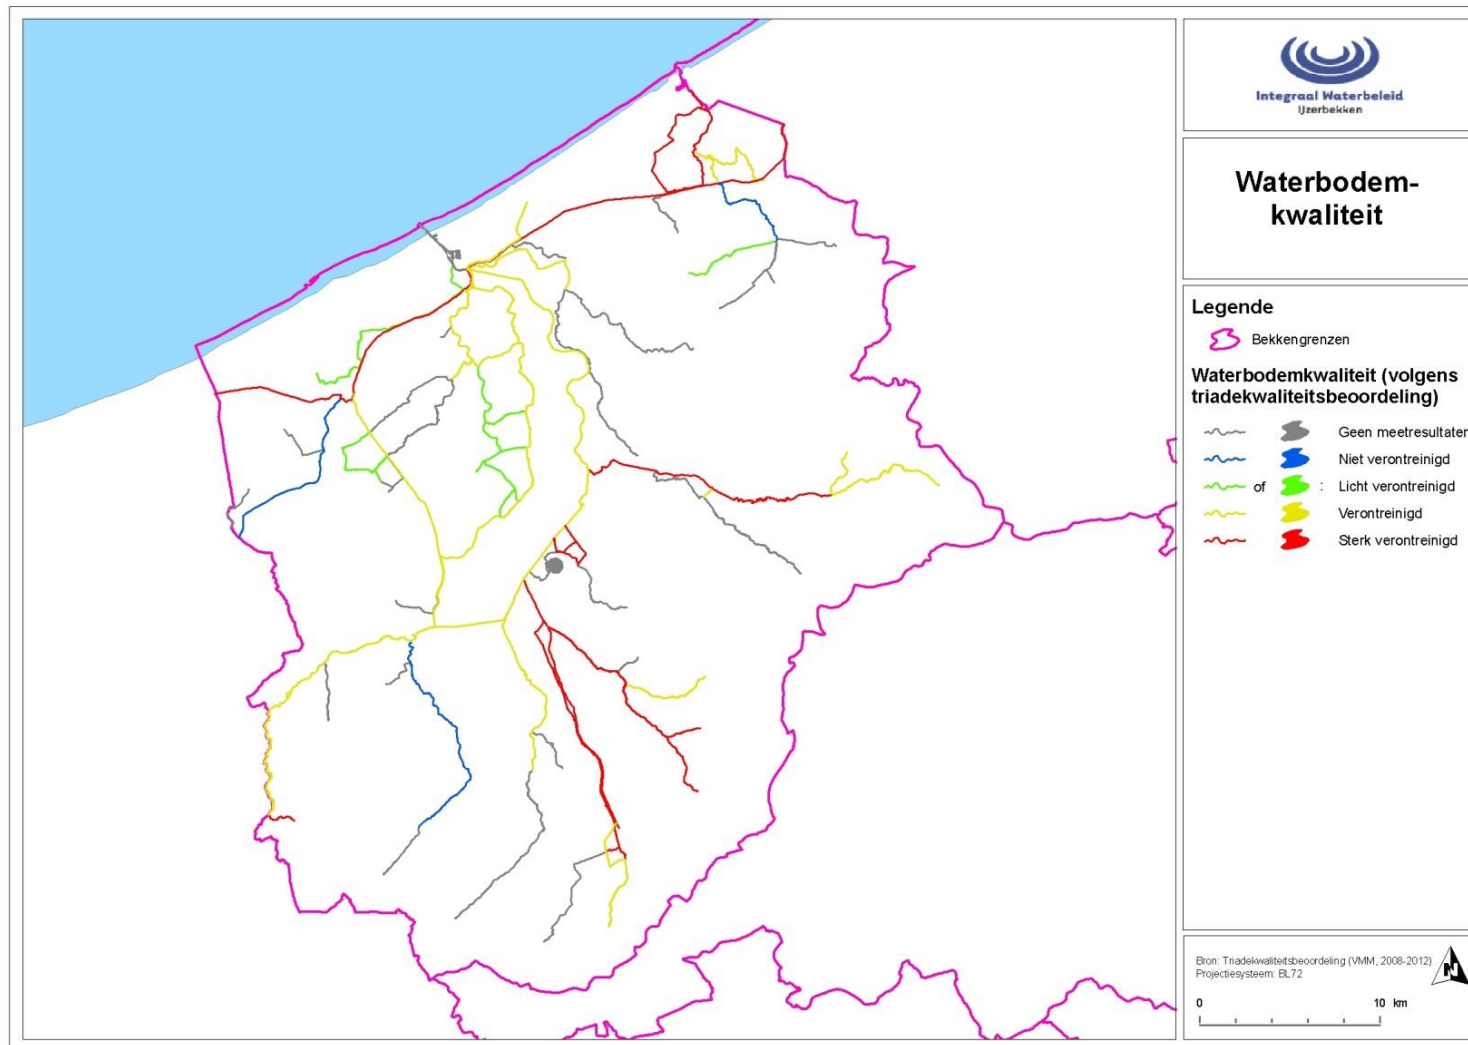 Integraal Waterbeleid
IJzerbekken
Waterbodem-
kwaliteit
Legende
Bekkengrenzen
Waterbodemkwaliteit (volgens
triadekwaliteitsbeoordeling)
Geen meetresultaten
Niet verontreinigd
of : Licht verontreinigd
Verontreinigd
Sterk verontreinigd
Bron: Triadekwaliteitsbeoordeling (VMM, 2008-2012)
Projectiesysteem: BL72
N
0 10 km